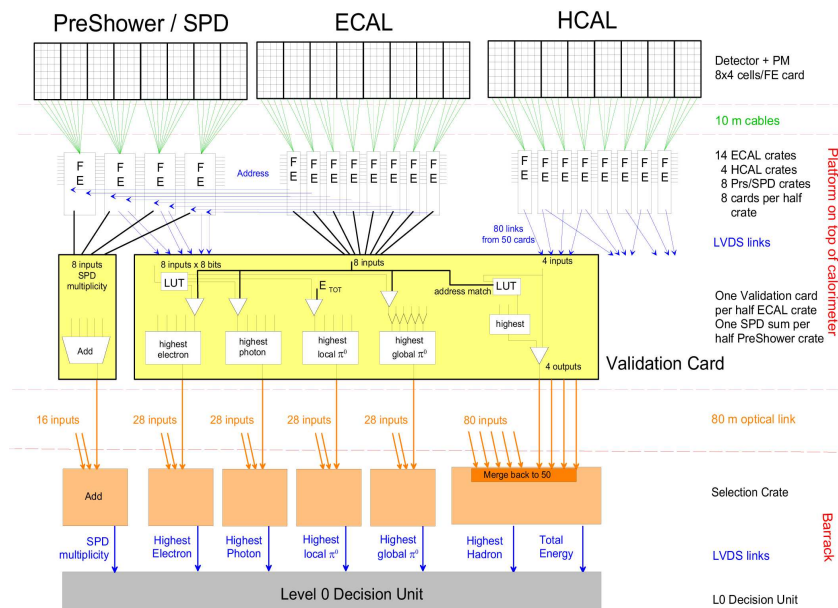 PreShower / SPD
ECAL
HCAL
Detector + PM
8x4 cells/FE card
10 m cables
F
E
F
E
F
E
F
E
F
E
F
E
F
E
F
E
F
E
F
E
F
E
F
E
F
E
F
E
F
E
F
E
F
E
F
E
F
E
F
E
Address
14 ECAL crates
4 HCAL crates
8 Prs/SPD crates
8 cards per half
crate
80 links
from 50 cards
LVDS links
Platform on top of calorimeter
8 inputs
SPD
multiplicity
Add
8 inputs x 8 bits
8 inputs
4 inputs
LUT
E TOT
address match
LUT
highest
highest
electron
highest
photon
highest
local π⁰
highest
global π⁰
4 outputs
One Validation card
per half ECAL crate
One SPD sum per
half PreShower crate
Validation Card
16 inputs
28 inputs
28 inputs
28 inputs
28 inputs
80 inputs
80 m optical link
Add
Merge back to 50
Selection Crate
SPD
multiplicity
Highest
Electron
Highest
Photon
Highest
local π⁰
Highest
global π⁰
Highest
Hadron
Total
Energy
LVDS links
Barrack
Level 0 Decision Unit
L0 Decision Unit